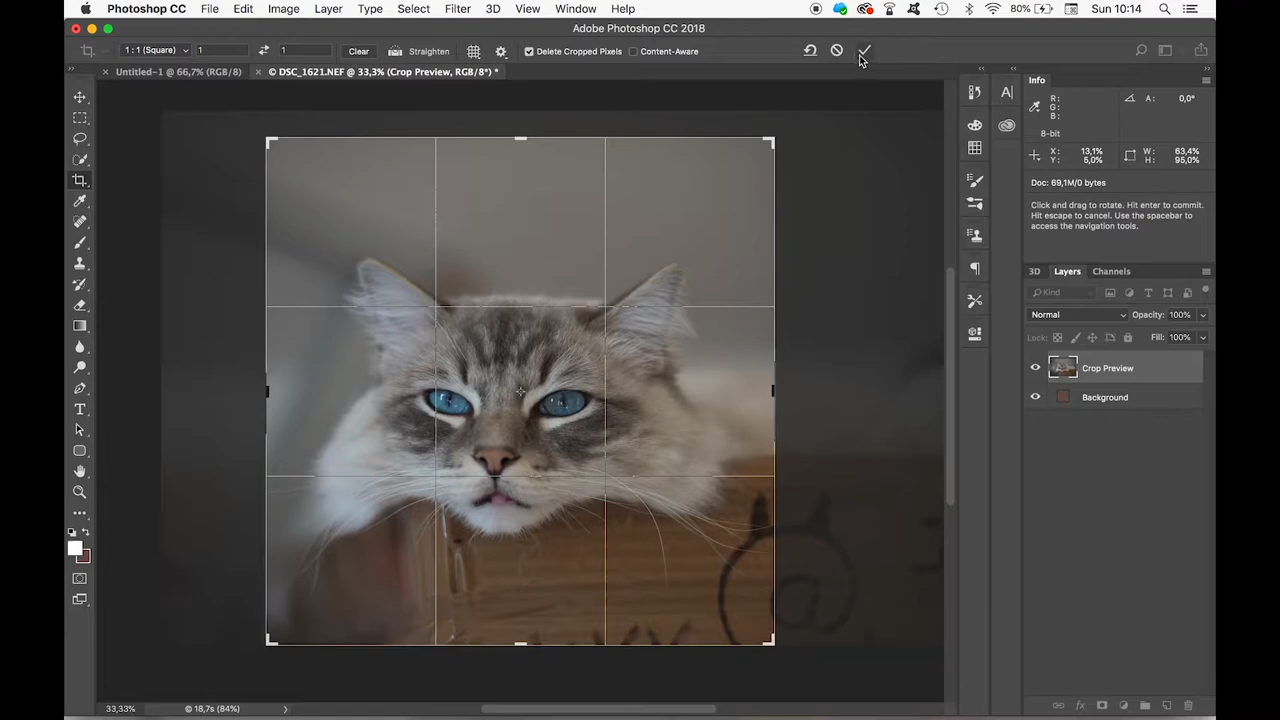 Photoshop CC File Edit Image Layer Type Select Filter 3D View Window Help 80% Sun 10:14
Adobe Photoshop CC 2018
1 : 1 (Square) 1 1 Clear Straighten Delete Cropped Pixels Content-Aware
Untitled-1 @ 66,7% (RGB/8) © DSC_1621.NEF @ 33,3% (Crop Preview, RGB/8*) *
Info
R: A: 0,0°
G:
B:
8-bit
X: 13,1% W: 63,4%
Y: 5,0% H: 95,0%
Doc: 69,1M/0 bytes
Click and drag to rotate. Hit enter to commit.
Hit escape to cancel. Use the spacebar to
access the navigation tools.
3D Layers Channels
Kind
Normal Opacity: 100%
Lock: Fill: 100%
Crop Preview
Background
33,33% 18,7s (84%)